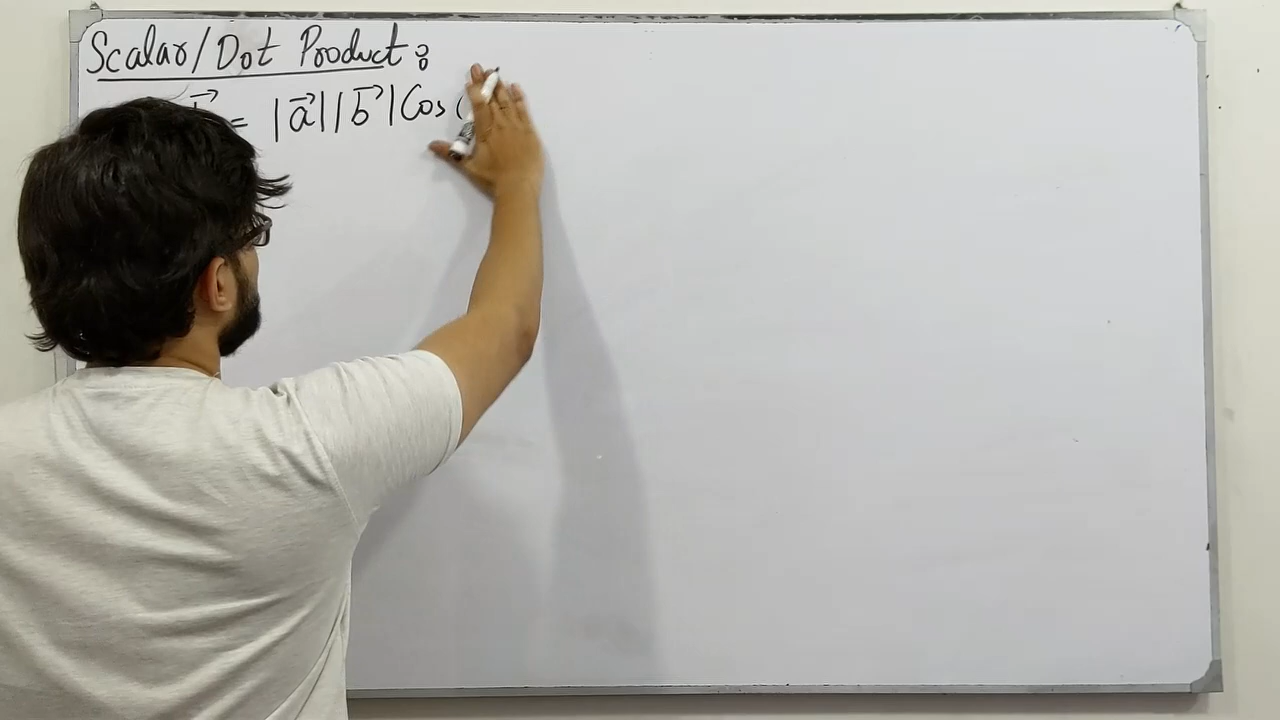 Scalar/Dot Product:
= |a⃗||b⃗|Cos(